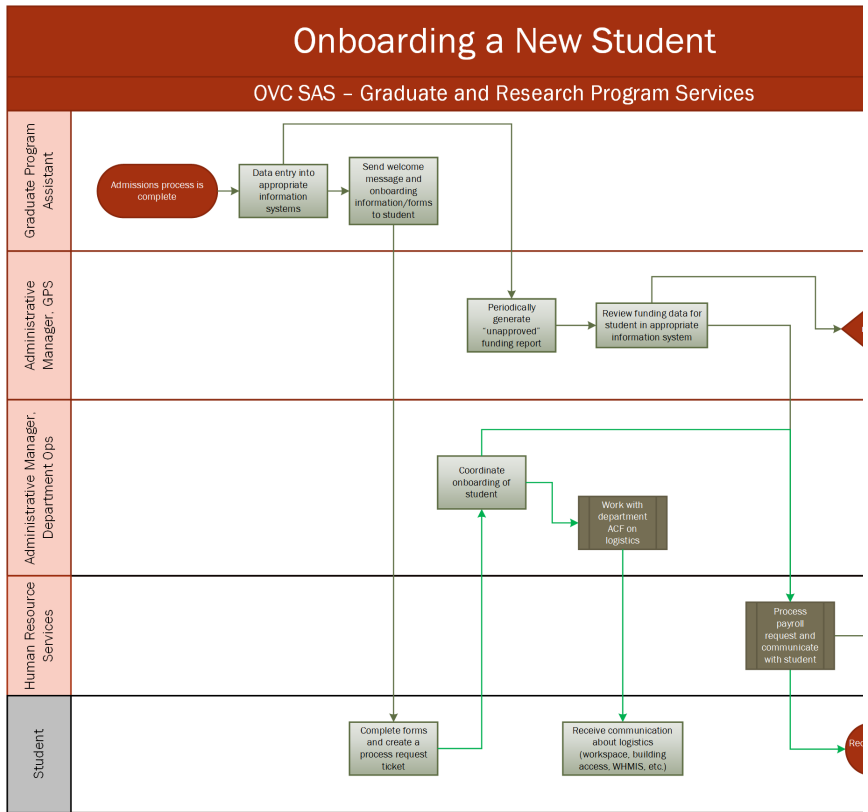 Onboarding a New Student
OVC SAS – Graduate and Research Program Services
Graduate Program
Assistant
Admissions process is
complete
Data entry into
appropriate
information
systems
Send welcome
message and
onboarding
information/forms
to student
Administrative
Manager, GPS
Periodically
generate
"unapproved"
funding report
Review funding data for
student in appropriate
information system
Administrative Manager,
Department Ops
Coordinate
onboarding of
student
Work with
department
ACF on
logistics
Human Resource
Services
Process
payroll
request and
communicate
with student
Student
Complete forms
and create a
process request
ticket
Receive communication
about logistics
(workspace, building
access, WHMIS, etc.)